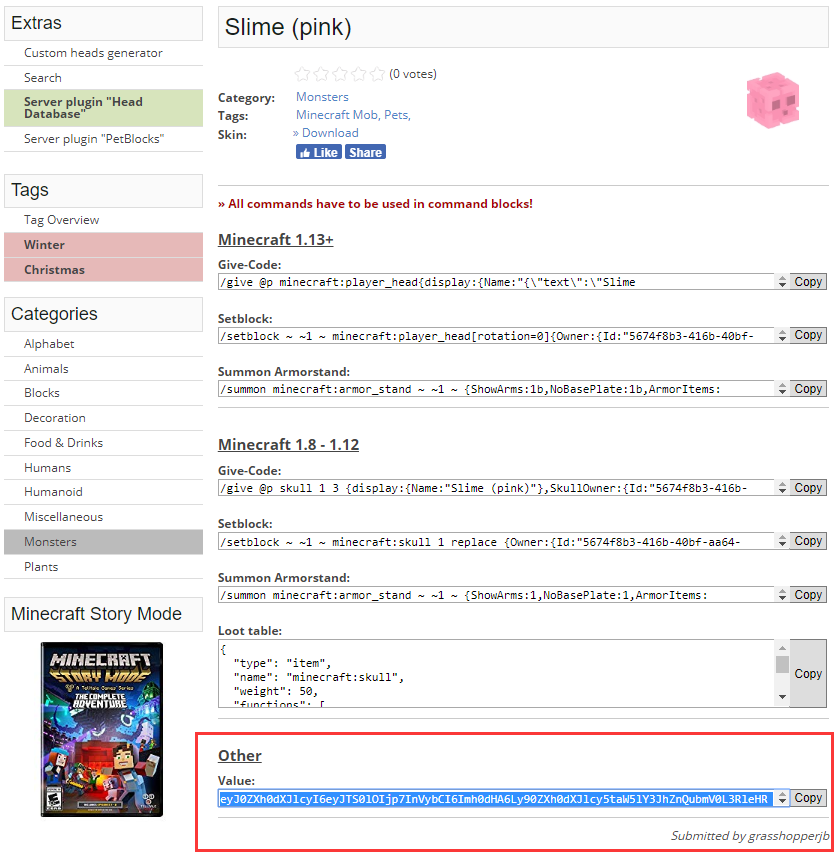 Extras
Custom heads generator
Search
Server plugin "Head
Database"
Server plugin "PetBlocks"
Tags
Tag Overview
Winter
Christmas
Categories
Alphabet
Animals
Blocks
Decoration
Food & Drinks
Humans
Humanoid
Miscellaneous
Monsters
Plants
Minecraft Story Mode
MINECRAFT
STORY MODE
A Telltale Games Series
THE COMPLETE
ADVENTURE
Slime (pink)
(0 votes)
Category: Monsters
Tags: Minecraft Mob, Pets,
Skin: » Download
Like Share
» All commands have to be used in command blocks!
Minecraft 1.13+
Give-Code:
/give @p minecraft:player_head{display:{Name:"{\"text\":\"Slime Copy
Setblock:
/setblock ~ ~1 ~ minecraft:player_head[rotation=0]{Owner:{Id:"5674f8b3-416b-40bf- Copy
Summon Armorstand:
/summon minecraft:armor_stand ~ ~1 ~ {ShowArms:1b,NoBasePlate:1b,ArmorItems: Copy
Minecraft 1.8 - 1.12
Give-Code:
/give @p skull 1 3 {display:{Name:"Slime (pink)"},SkullOwner:{Id:"5674f8b3-416b- Copy
Setblock:
/setblock ~ ~1 ~ minecraft:skull 1 replace {Owner:{Id:"5674f8b3-416b-40bf-aa64- Copy
Summon Armorstand:
/summon minecraft:armor_stand ~ ~1 ~ {ShowArms:1,NoBasePlate:1,ArmorItems: Copy
Loot table:
{
"type": "item",
"name": "minecraft:skull",
"weight": 50,
"functions": [
Copy
Other
Value:
eyJ0ZXh0dXJlcyI6eyJTS0lOIjp7InVybCI6Imh0dHA6Ly90ZXh0dXJlcy5taW5lY3JhZnQubmV0L3RleHR Copy
Submitted by grasshopperjb